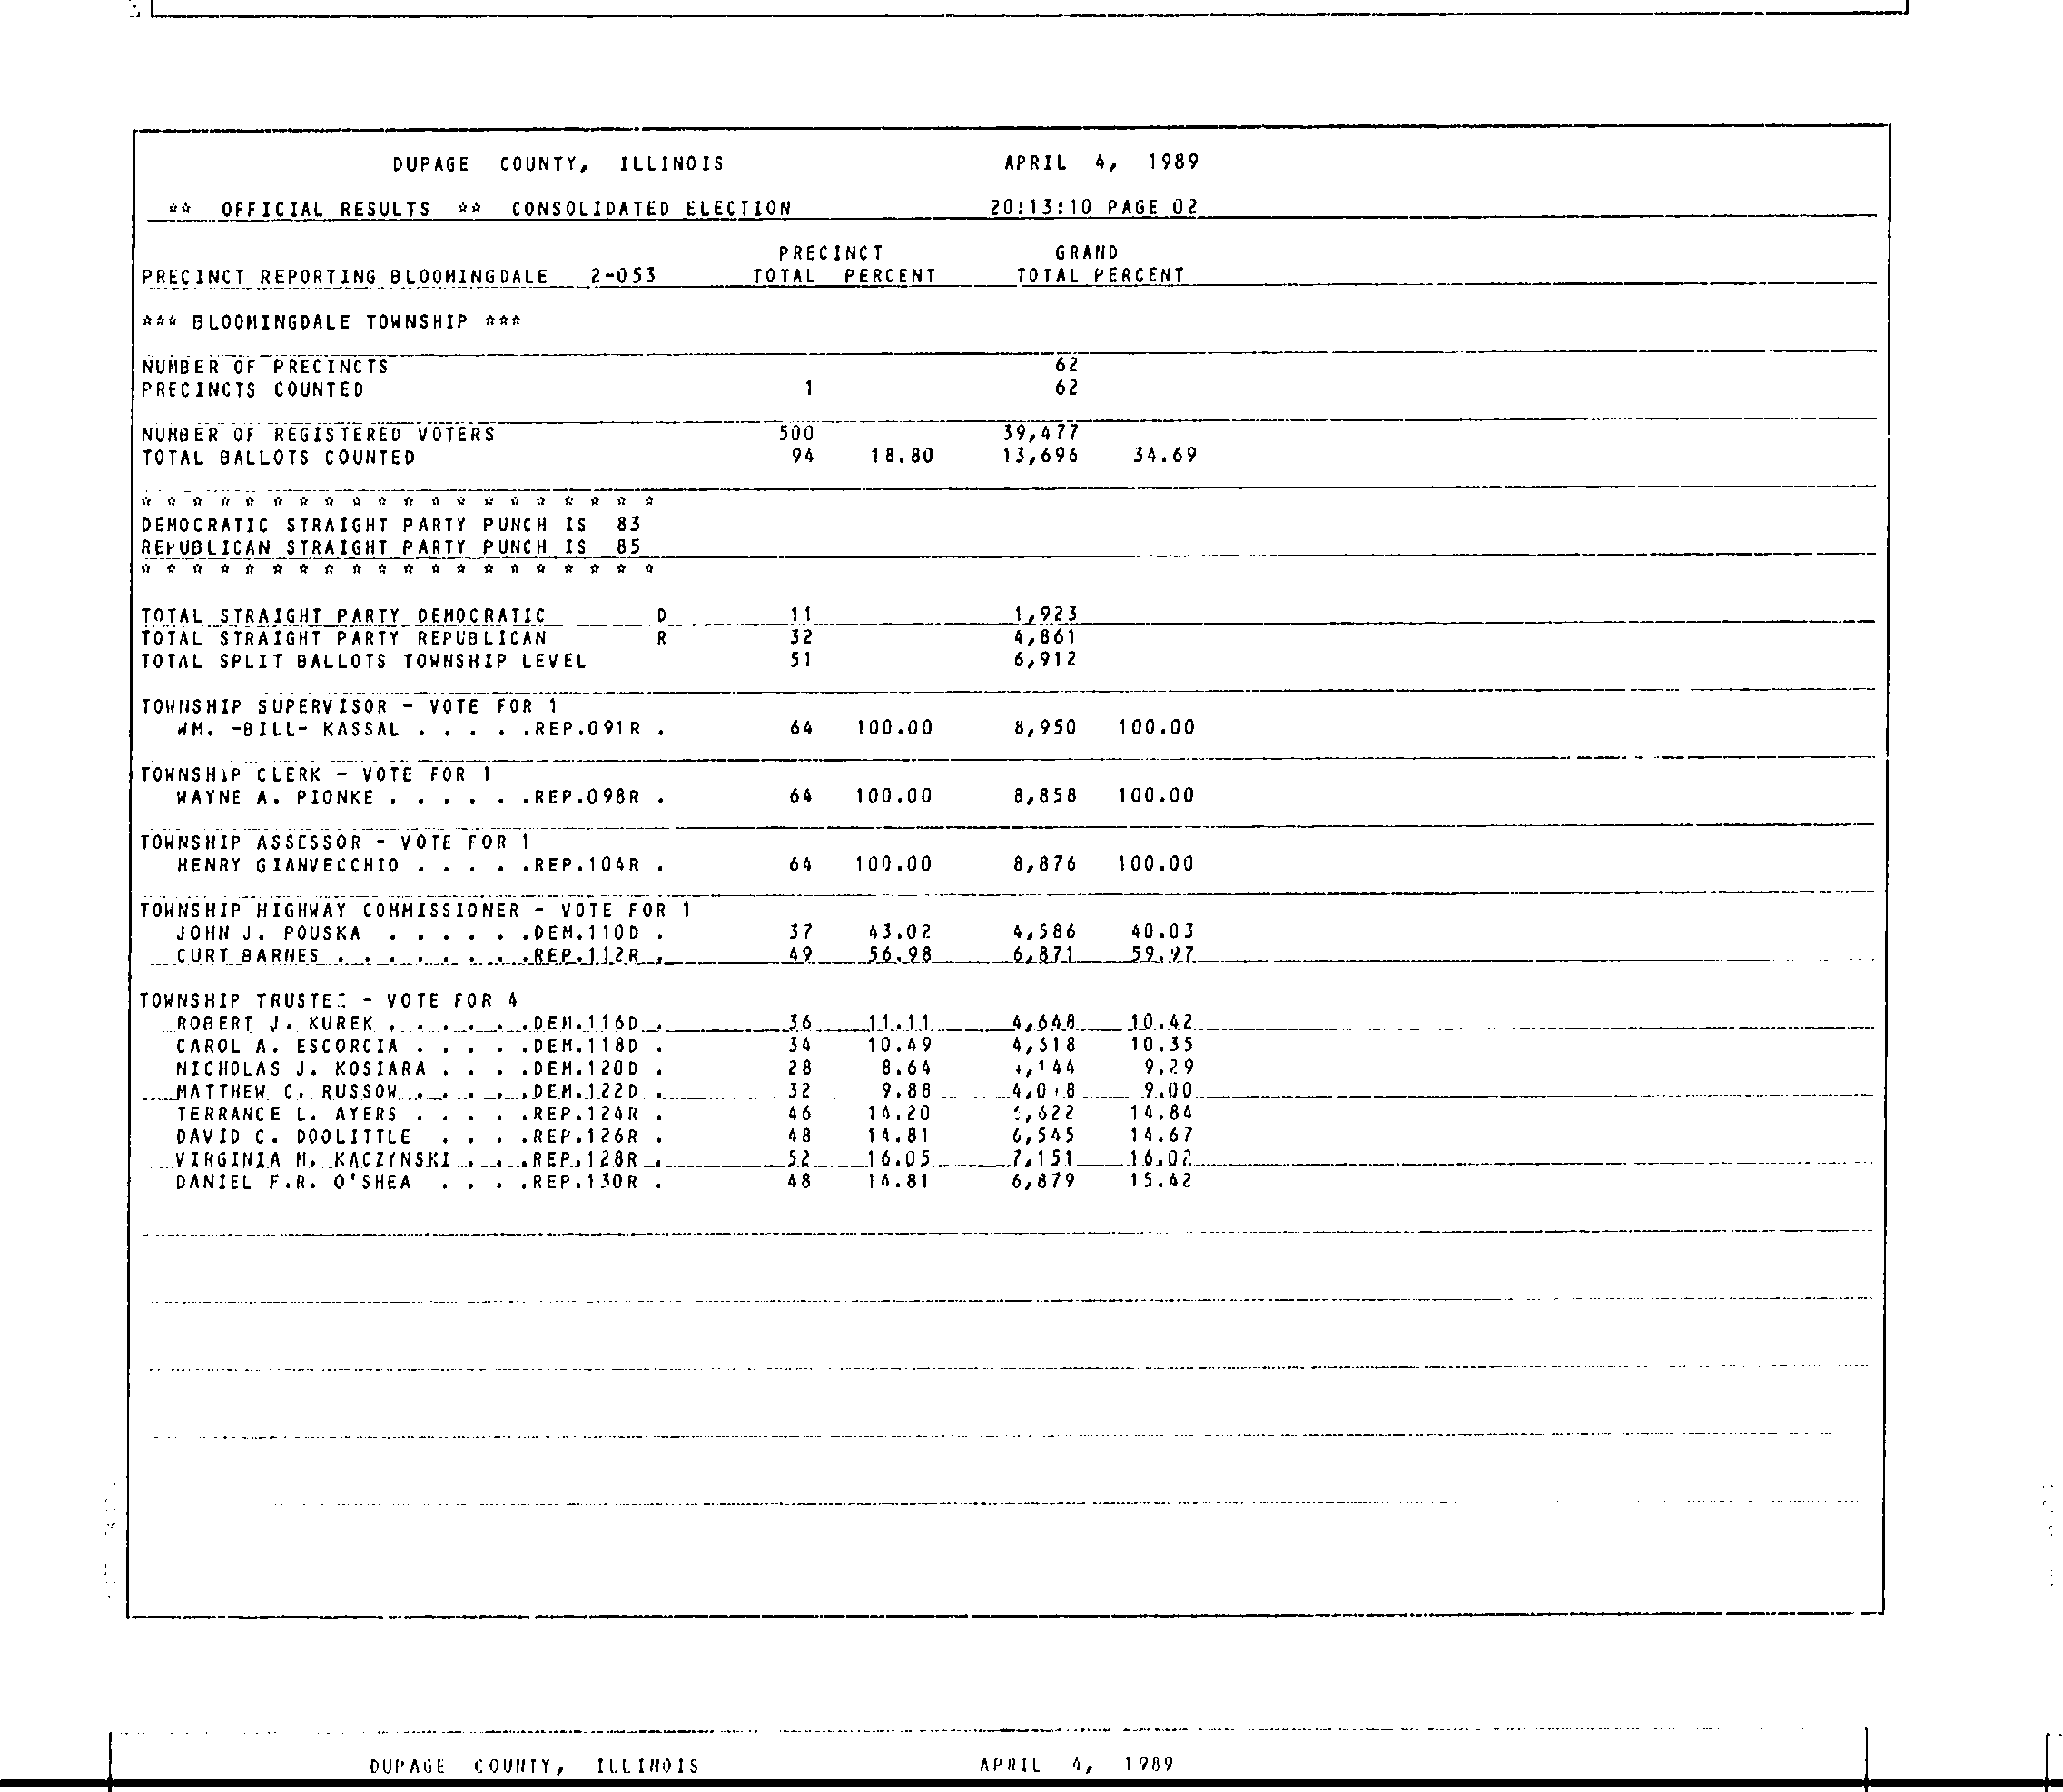 DUPAGE COUNTY, ILLINOIS APRIL 4, 1989
** OFFICIAL RESULTS ** CONSOLIDATED ELECTION 20:13:10 PAGE 02
PRECINCT GRAND
PRECINCT REPORTING BLOOMINGDALE 2-053 TOTAL PERCENT TOTAL PERCENT
*** BLOOMINGDALE TOWNSHIP ***
NUMBER OF PRECINCTS 62
PRECINCTS COUNTED 1 62
NUMBER OF REGISTERED VOTERS 500 39,477
TOTAL BALLOTS COUNTED 94 18.80 13,696 34.69
* * * * * * * * * * * * * * * * * * * *
DEMOCRATIC STRAIGHT PARTY PUNCH IS 83
REPUBLICAN STRAIGHT PARTY PUNCH IS 85
* * * * * * * * * * * * * * * * * * * *
TOTAL STRAIGHT PARTY DEMOCRATIC D 11 1,923
TOTAL STRAIGHT PARTY REPUBLICAN R 32 4,861
TOTAL SPLIT BALLOTS TOWNSHIP LEVEL 51 6,912
TOWNSHIP SUPERVISOR - VOTE FOR 1
WM. -BILL- KASSAL . . . . .REP.091R . 64 100.00 8,950 100.00
TOWNSHIP CLERK - VOTE FOR 1
WAYNE A. PIONKE . . . . . .REP.098R . 64 100.00 8,858 100.00
TOWNSHIP ASSESSOR - VOTE FOR 1
HENRY GIANVECCHIO . . . . .REP.104R . 64 100.00 8,876 100.00
TOWNSHIP HIGHWAY COMMISSIONER - VOTE FOR 1
JOHN J. POUSKA . . . . . .DEM.110D . 37 43.02 4,586 40.03
CURT BARNES . . . . . . . .REP.112R . 49 56.98 6,871 59.97
TOWNSHIP TRUSTEE - VOTE FOR 4
ROBERT J. KUREK . . . . . .DEM.116D . 36 11.11 4,648 10.42
CAROL A. ESCORCIA . . . . .DEM.118D . 34 10.49 10.35
NICHOLAS J. KOSIARA . . . .DEM.120D . 28 8.64 9.29
MATTHEW C. RUSSOW . . . . .DEM.122D . 32 9.88 9.00
TERRANCE L. AYERS . . . . .REP.124R . 46 14.20 14.84
DAVID C. DOOLITTLE . . . .REP.126R . 48 14.81 6,545 14.67
VIRGINIA M. KACZYNSKI . . .REP.128R . 52 16.05 7,151 16.02
DANIEL F.R. O'SHEA . . . .REP.130R . 48 14.81 6,879 15.42
DUPAGE COUNTY, ILLINOIS APRIL 4, 1989